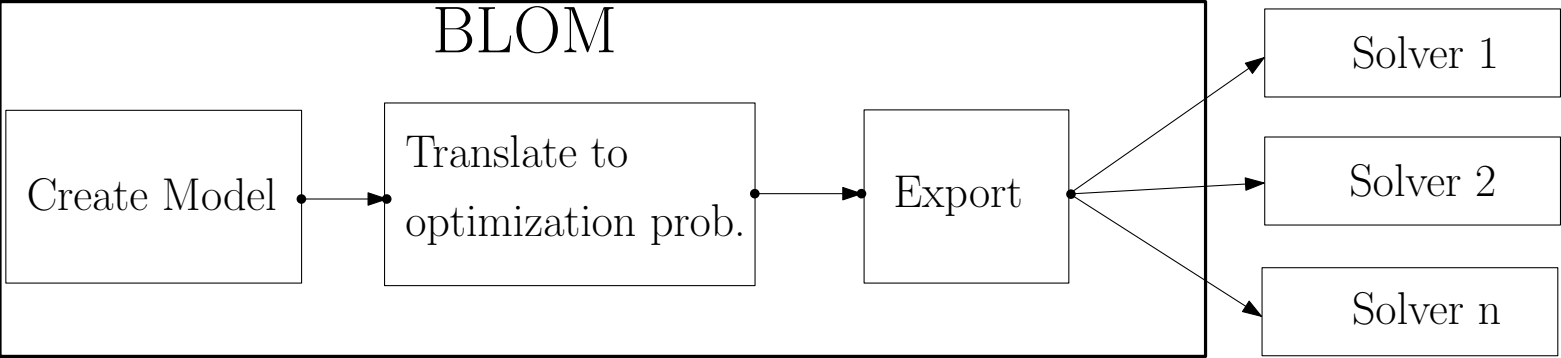 BLOM
Create Model
Translate to
optimization prob.
Export
Solver 1
Solver 2
Solver n